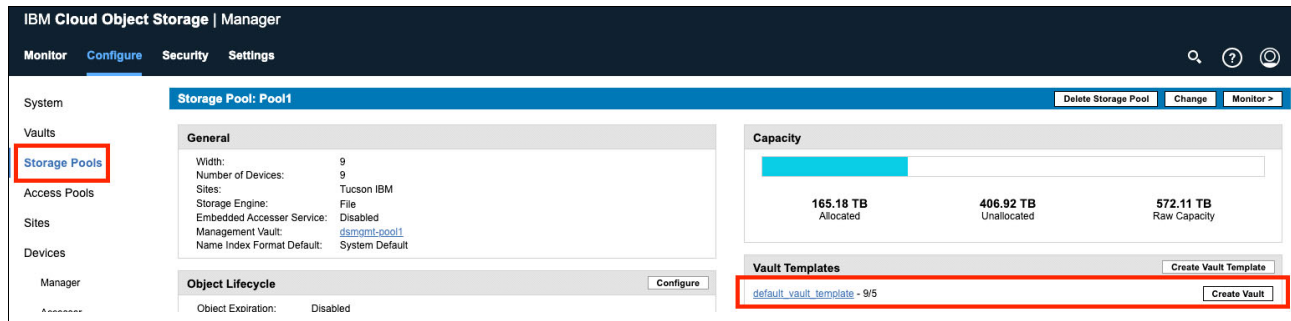 IBM Cloud Object Storage | Manager
Monitor Configure Security Settings
System
Vaults
Storage Pools
Access Pools
Sites
Devices
Manager
Accesser
Storage Pool: Pool1
Delete Storage Pool Change Monitor >
General
Width: 9
Number of Devices: 9
Sites: Tucson IBM
Storage Engine: File
Embedded Accesser Service: Disabled
Management Vault: dsmgmt-pool1
Name Index Format Default: System Default
Object Lifecycle Configure
Object Expiration: Disabled
Capacity
165.18 TB 406.92 TB 572.11 TB
Allocated Unallocated Raw Capacity
Vault Templates Create Vault Template
default_vault_template - 9/5 Create Vault